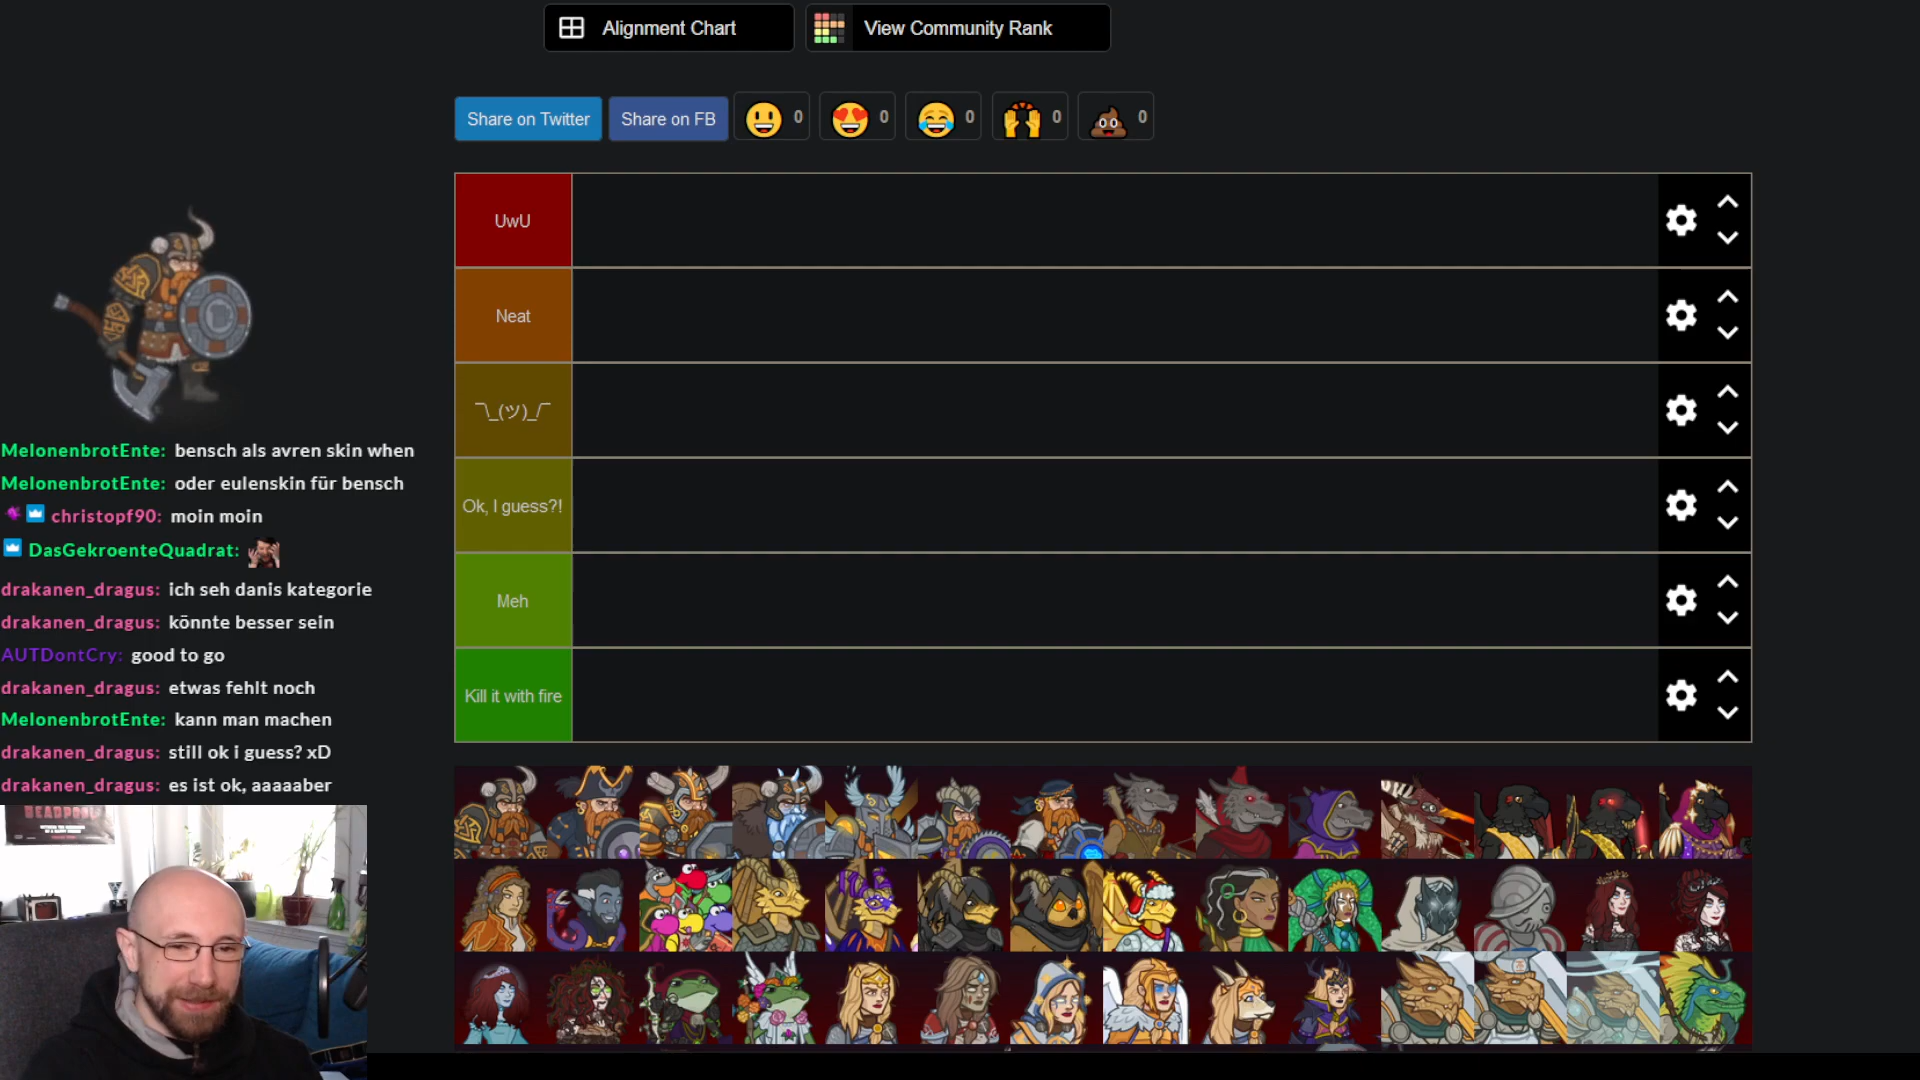 Alignment Chart
View Community Rank
Share on Twitter
Share on FB
0
0
0
0
0
UwU
Neat
¯\_(ツ)_/¯
Ok, I guess?!
Meh
Kill it with fire
MelonenbrotEnte: bensch als avren skin when
MelonenbrotEnte: oder eulenskin für bensch
christopf90: moin moin
DasGekroenteQuadrat:
drakanen_dragus: ich seh danis kategorie
drakanen_dragus: könnte besser sein
AUTDontCry: good to go
drakanen_dragus: etwas fehlt noch
MelonenbrotEnte: kann man machen
drakanen_dragus: still ok i guess? xD
drakanen_dragus: es ist ok, aaaaaber
DEADPOOL